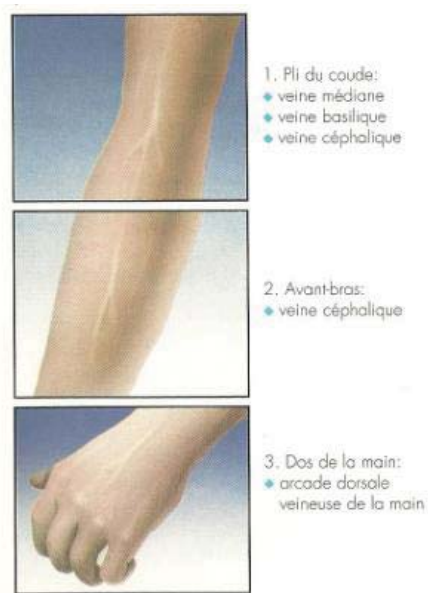 1. Pli du coude:
◆ veine médiane
◆ veine basilique
◆ veine céphalique
2. Avant-bras:
◆ veine céphalique
3. Dos de la main:
◆ arcade dorsale
veineuse de la main